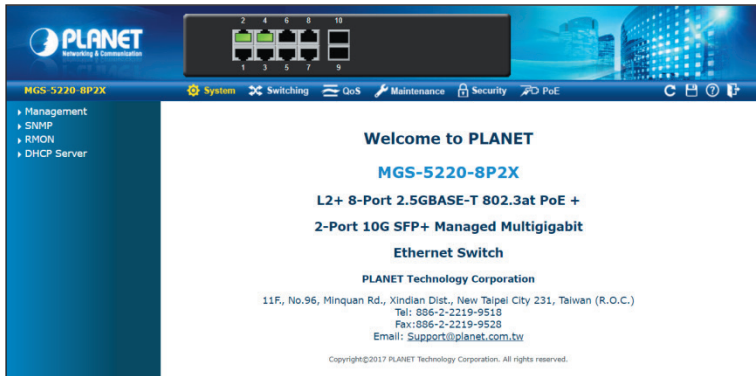 2 4 6 8 10
PLANET
Networking & Communication
1 3 5 7 9
MGS-5220-8P2X
System Switching QoS Maintenance Security PoE
Management
SNMP
RMON
DHCP Server
Welcome to PLANET
MGS-5220-8P2X
L2+ 8-Port 2.5GBASE-T 802.3at PoE +
2-Port 10G SFP+ Managed Multigigabit
Ethernet Switch
PLANET Technology Corporation
11F., No.96, Minquan Rd., Xindian Dist., New Taipei City 231, Taiwan (R.O.C.)
Tel: 886-2-2219-9518
Fax:886-2-2219-9528
Email: Support@planet.com.tw
Copyright©2017 PLANET Technology Corporation. All rights reserved.